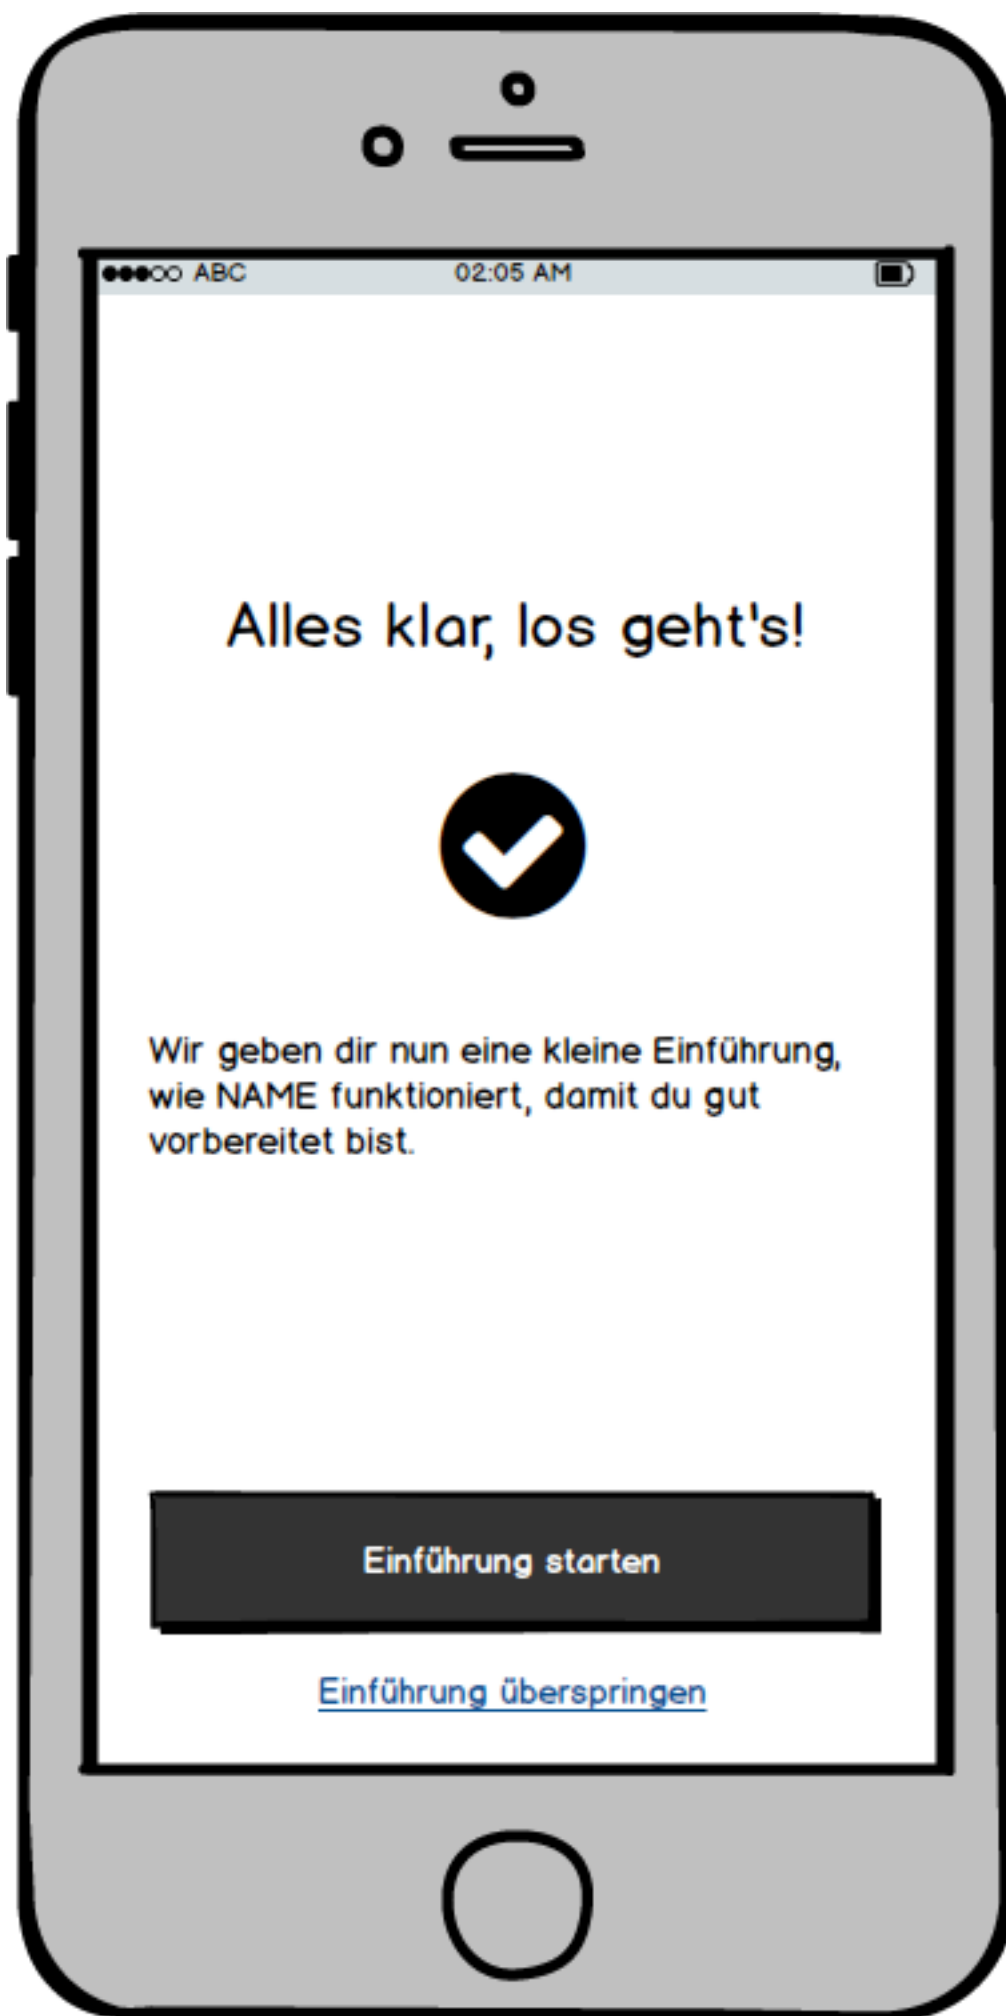 ABC 02:05 AM
Alles klar, los geht's!
Wir geben dir nun eine kleine Einführung,
wie NAME funktioniert, damit du gut
vorbereitet bist.
Einführung starten
Einführung überspringen